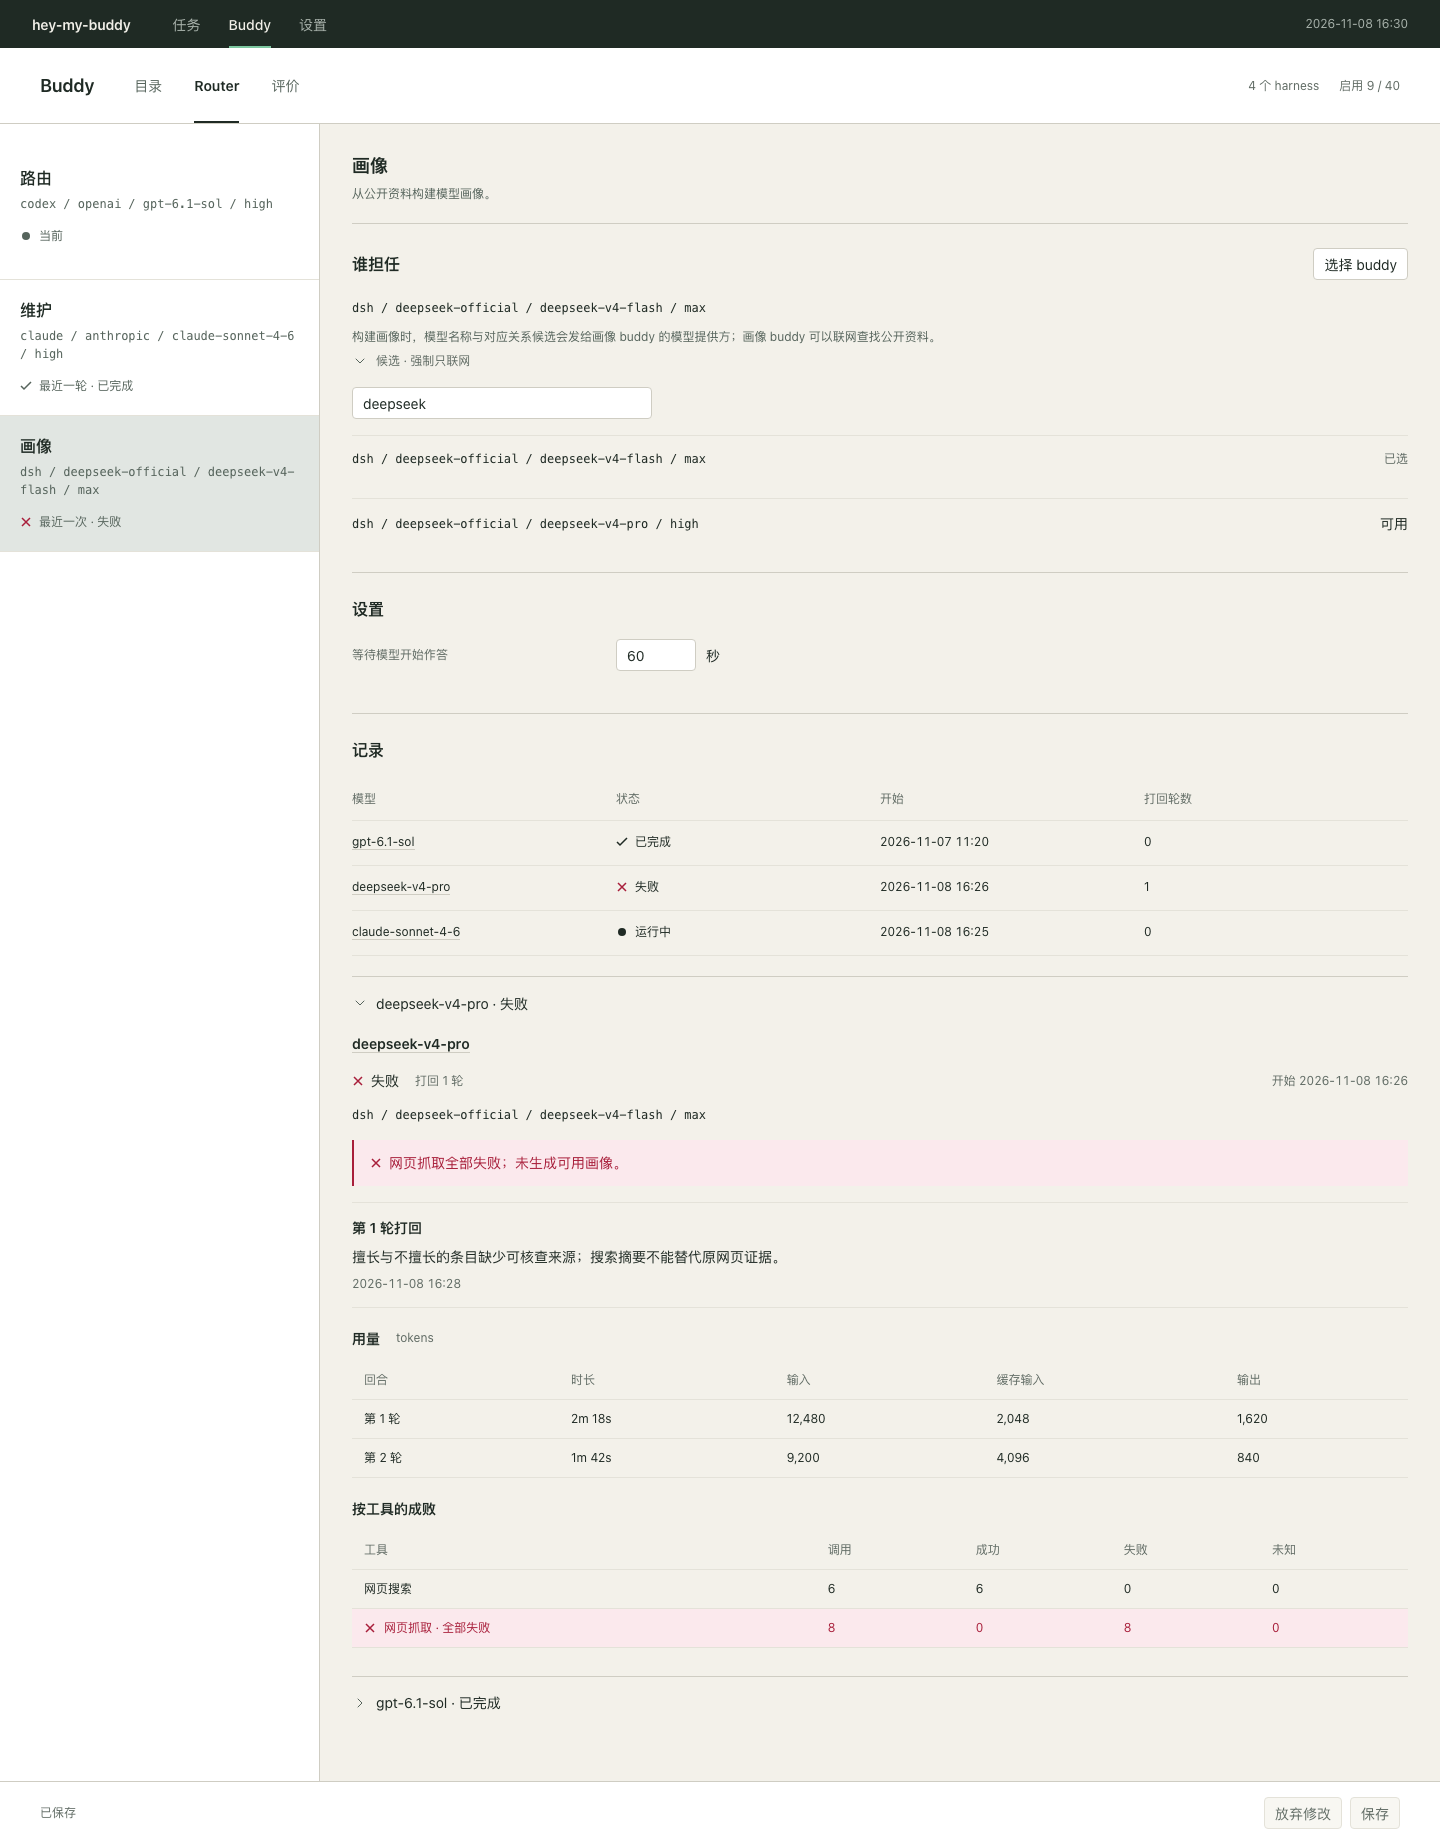 hey-my-buddy 任务 Buddy 设置 2026-11-08 16:30
Buddy 目录 Router 评价 4 个 harness 启用 9 / 40
路由
codex / openai / gpt-6.1-sol / high
当前
维护
claude / anthropic / claude-sonnet-4-6
/ high
最近一轮 · 已完成
画像
dsh / deepseek-official / deepseek-v4-
flash / max
最近一次 · 失败
画像
从公开资料构建模型画像。
谁担任 选择 buddy
dsh / deepseek-official / deepseek-v4-flash / max
构建画像时，模型名称与对应关系候选会发给画像 buddy 的模型提供方；画像 buddy 可以联网查找公开资料。
候选 · 强制只联网
deepseek
dsh / deepseek-official / deepseek-v4-flash / max 已选
dsh / deepseek-official / deepseek-v4-pro / high 可用
设置
等待模型开始作答 60 秒
记录
模型 状态 开始 打回轮数
gpt-6.1-sol 已完成 2026-11-07 11:20 0
deepseek-v4-pro 失败 2026-11-08 16:26 1
claude-sonnet-4-6 运行中 2026-11-08 16:25 0
deepseek-v4-pro · 失败
deepseek-v4-pro
失败 打回 1 轮 开始 2026-11-08 16:26
dsh / deepseek-official / deepseek-v4-flash / max
网页抓取全部失败；未生成可用画像。
第 1 轮打回
擅长与不擅长的条目缺少可核查来源；搜索摘要不能替代原网页证据。
2026-11-08 16:28
用量 tokens
回合 时长 输入 缓存输入 输出
第 1 轮 2m 18s 12,480 2,048 1,620
第 2 轮 1m 42s 9,200 4,096 840
按工具的成败
工具 调用 成功 失败 未知
网页搜索 6 6 0 0
网页抓取 · 全部失败 8 0 8 0
gpt-6.1-sol · 已完成
已保存 放弃修改 保存